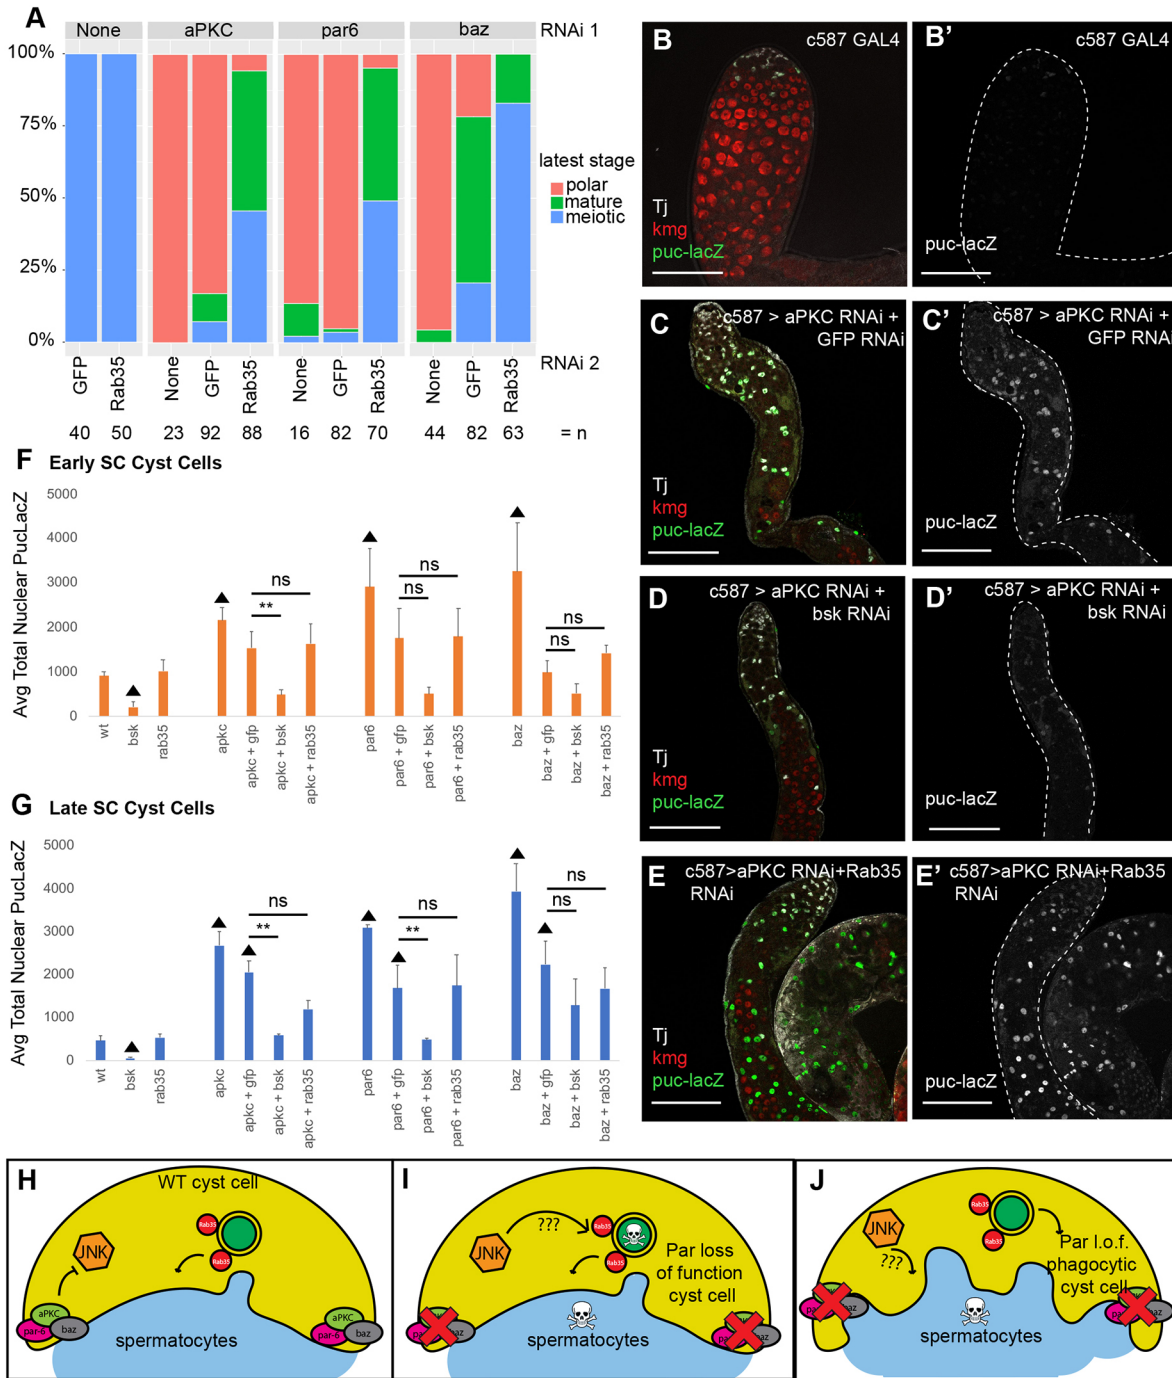 A
None aPKC par6 baz RNAi 1
100%
75%
50%
25%
0%
latest stage
polar
mature
meiotic
GFP Rab35 None GFP Rab35 None GFP Rab35 None GFP Rab35 RNAi 2
40 50 23 92 88 16 82 70 44 82 63 = n
B c587 GAL4
Tj
kmg
puc-lacZ
B' c587 GAL4
puc-lacZ
C c587 > aPKC RNAi +
GFP RNAi
Tj
kmg
puc-lacZ
C' c587 > aPKC RNAi +
GFP RNAi
puc-lacZ
D c587 > aPKC RNAi +
bsk RNAi
Tj
kmg
puc-lacZ
D' c587 > aPKC RNAi +
bsk RNAi
puc-lacZ
E c587>aPKC RNAi+Rab35
RNAi
Tj
kmg
puc-lacZ
E' c587>aPKC RNAi+Rab35
RNAi
puc-lacZ
F Early SC Cyst Cells
Avg Total Nuclear PucLacZ
5000
4000
3000
2000
1000
0
ns
**
ns
ns
ns
ns
wt bsk rab35 apkc apkc + gfp apkc + bsk apkc + rab35 par6 par6 + gfp par6 + bsk par6 + rab35 baz baz + gfp baz + bsk baz + rab35
G Late SC Cyst Cells
Avg Total Nuclear PucLacZ
5000
4000
3000
2000
1000
0
ns
**
ns
**
ns
ns
wt bsk rab35 apkc apkc + gfp apkc + bsk apkc + rab35 par6 par6 + gfp par6 + bsk par6 + rab35 baz baz + gfp baz + bsk baz + rab35
H
WT cyst cell
JNK
Rab35
Rab35
aPKC
par-6 baz
aPKC
par-6 baz
spermatocytes
I
???
JNK
Rab35
Rab35
Par loss
of function
cyst cell
baz
spermatocytes
J
JNK
???
Rab35
Rab35
Par l.o.f.
phagocytic
cyst cell
baz
spermatocytes